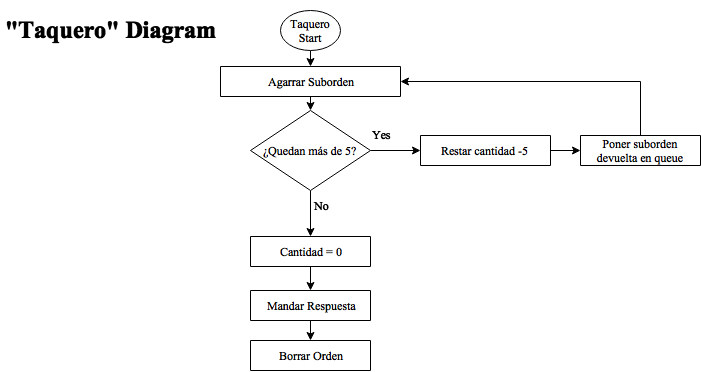 "Taquero" Diagram
Taquero
Start
Agarrar Suborden
¿Quedan más de 5?
Yes
Restar cantidad -5
Poner suborden
devuelta en queue
No
Cantidad = 0
Mandar Respuesta
Borrar Orden